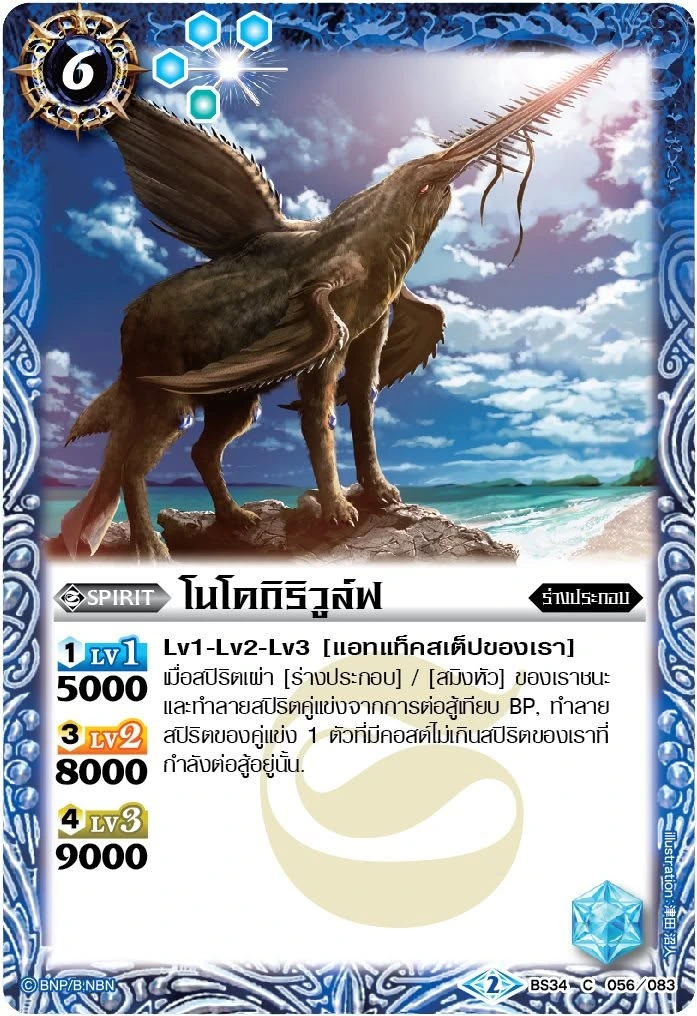 6
SPIRIT โนโคกิริวูล์ฟ ร่างประกอบ
1 LV1
5000
3 LV2
8000
4 LV3
9000
Lv1-Lv2-Lv3 [แอทแท็คสเต็ปของเรา]
เมื่อสปิริตเผ่า [ร่างประกอบ] / [สมิงหัว] ของเราชนะ
และทำลายสปิริตคู่แข่งจากการต่อสู้เทียบ BP, ทำลาย
สปิริตของคู่แข่ง 1 ตัวที่มีคอสต์ไม่เกินสปิริตของเราที่
กำลังต่อสู้อยู่นั้น.
illustration : 津田 沼人
©BNP/B.NBN
2
BS34 C 056/083